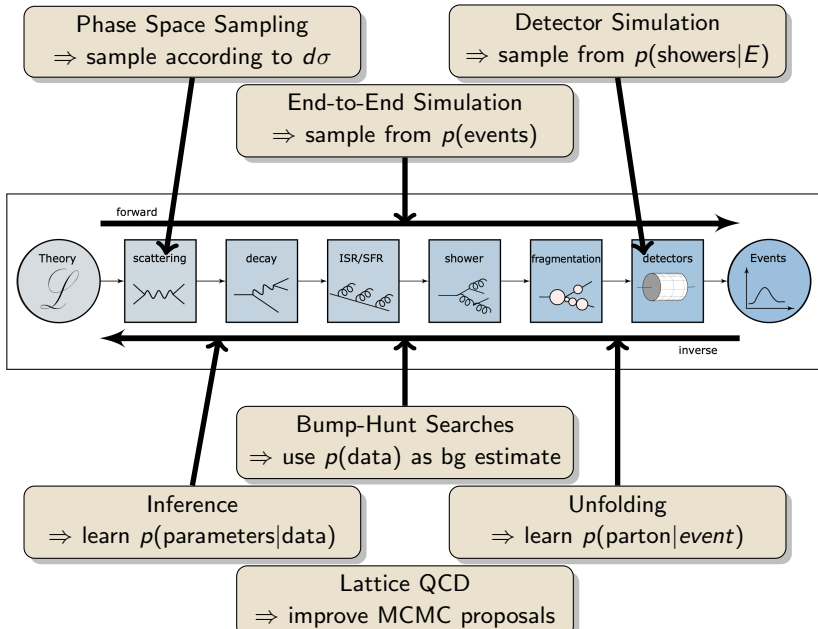 Phase Space Sampling
⇒ sample according to dσ
Detector Simulation
⇒ sample from p(showers|E)
End-to-End Simulation
⇒ sample from p(events)
forward
Theory
ℒ
scattering
decay
ISR/SFR
shower
fragmentation
detectors
Events
inverse
Bump-Hunt Searches
⇒ use p(data) as bg estimate
Inference
⇒ learn p(parameters|data)
Unfolding
⇒ learn p(parton|event)
Lattice QCD
⇒ improve MCMC proposals